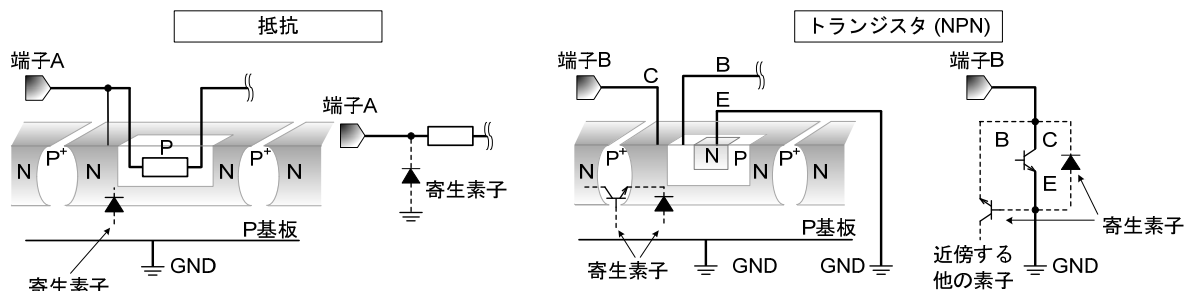 抵抗
トランジスタ (NPN)
端子A
端子A
N
P+
N
P
N
P+
N
寄生素子
P基板
寄生素子
GND
端子B
C
B
E
N
P+
N
P
N
P+
N
P基板
寄生素子
GND
GND
端子B
B
C
E
寄生素子
近傍する
他の素子
GND